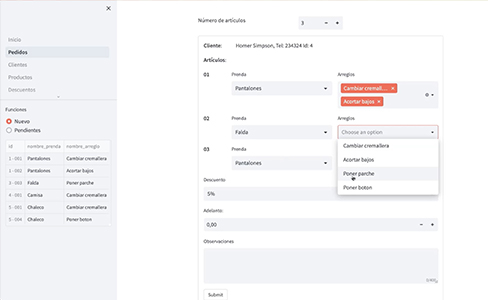 Inicio
Pedidos
Clientes
Productos
Descuentos
Funciones
Nuevo
Pendientes
id nombre_prenda nombre_arreglo
1-001 Pantalones Cambiar cremallera
1-002 Pantalones Acortar bajos
3-003 Falda Poner parche
4-001 Camisa Cambiar cremallera
5-001 Chaleco Cambiar cremallera
5-004 Chaleco Poner boton
Número de artículos
3
Cliente: Homer Simpson, Tel: 234324 Id: 4
Artículos:
01
Prenda
Pantalones
Arreglos
Cambiar cremall...
Acortar bajos
02
Prenda
Falda
Arreglos
Choose an option
Cambiar cremallera
Acortar bajos
Poner parche
Poner boton
03
Prenda
Pantalones
Descuento
5%
Adelanto:
0,00
Observaciones
Submit